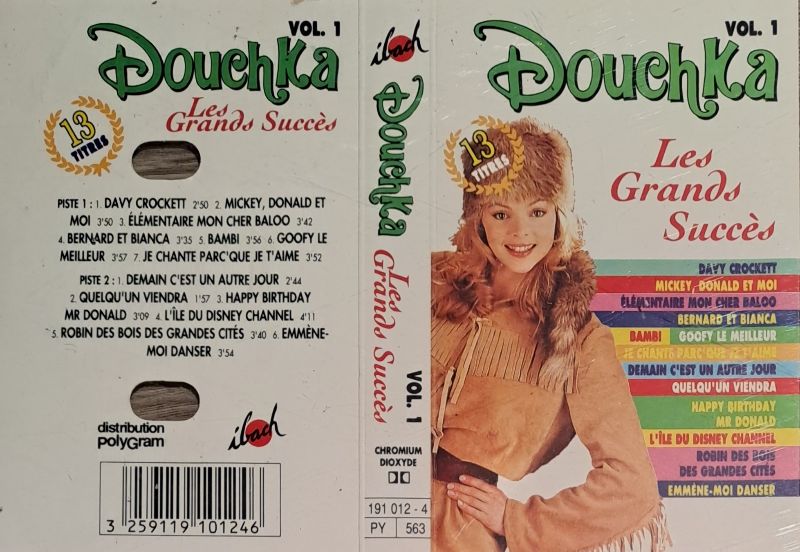 VOL. 1
Douchka
Les
Grands Succès
13
TITRES
PISTE 1 : 1. DAVY CROCKETT 2'50 2. MICKEY, DONALD ET
MOI 3'50 3. ÉLÉMENTAIRE MON CHER BALOO 3'42
4. BERNARD ET BIANCA 3'35 5. BAMBI 3'56 6. GOOFY LE
MEILLEUR 3'57 7. JE CHANTE PARC'QUE JE T'AIME 3'52
PISTE 2 : 1. DEMAIN C'EST UN AUTRE JOUR 2'44
2. QUELQU'UN VIENDRA 1'57 3. HAPPY BIRTHDAY
MR DONALD 3'09 4. L'ÎLE DU DISNEY CHANNEL 4'11
5. ROBIN DES BOIS DES GRANDES CITÉS 3'40 6. EMMÈNE-
MOI DANSER 3'54
distribution
polyGram
ibach
3 259119 101246
ibach
Douchka
Les
Grands Succès
VOL. 1
CHROMIUM
DIOXYDE
191 012 - 4
PY 563
VOL. 1
Douchka
13
TITRES
Les
Grands
Succès
DAVY CROCKETT
MICKEY, DONALD ET MOI
ÉLÉMENTAIRE MON CHER BALOO
BERNARD ET BIANCA
BAMBI GOOFY LE MEILLEUR
JE CHANTE PARC'QUE JE T'AIME
DEMAIN C'EST UN AUTRE JOUR
QUELQU'UN VIENDRA
HAPPY BIRTHDAY
MR DONALD
L'ÎLE DU DISNEY CHANNEL
ROBIN DES BOIS
DES GRANDES CITÉS
EMMÈNE-MOI DANSER